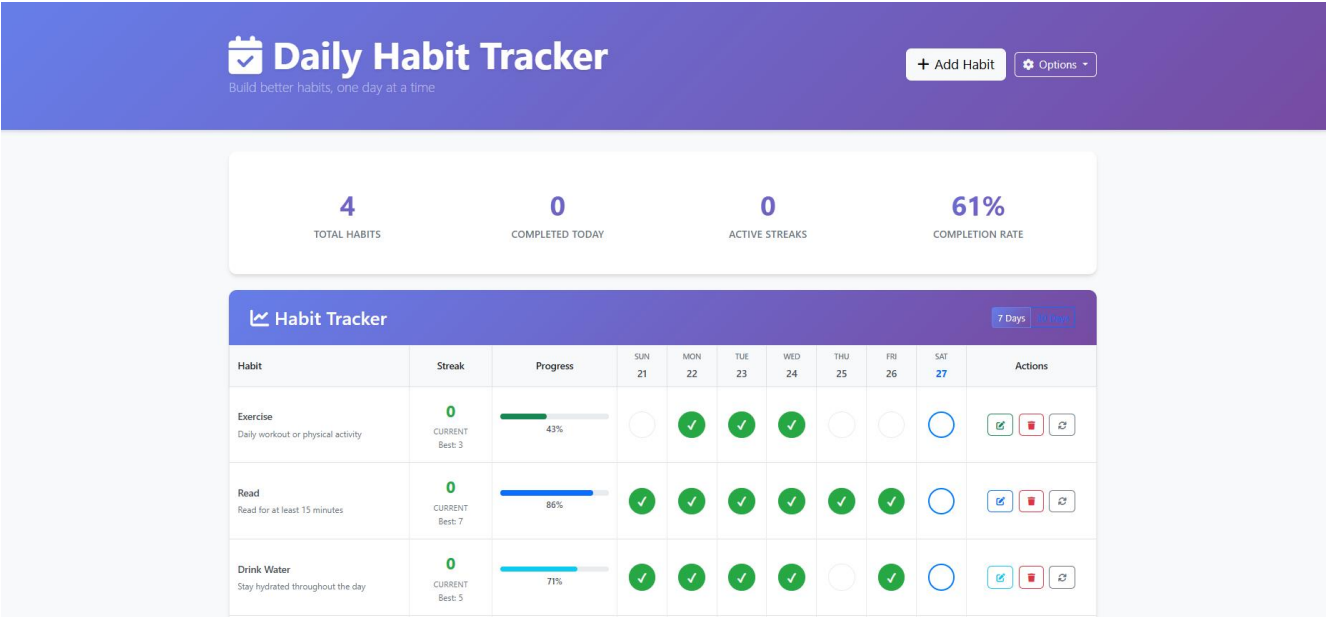 Daily Habit Tracker
Build better habits, one day at a time
+ Add Habit
Options
4
TOTAL HABITS
0
COMPLETED TODAY
0
ACTIVE STREAKS
61%
COMPLETION RATE
Habit Tracker
7 Days
Habit Streak Progress SUN 21 MON 22 TUE 23 WED 24 THU 25 FRI 26 SAT 27 Actions
Exercise
Daily workout or physical activity
0
CURRENT
Best: 3
43%
Read
Read for at least 15 minutes
0
CURRENT
Best: 7
86%
Drink Water
Stay hydrated throughout the day
0
CURRENT
Best: 5
71%